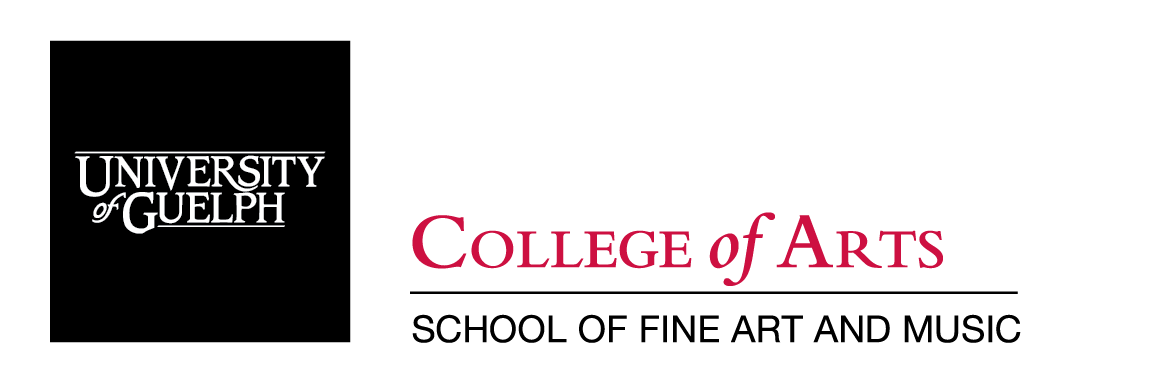 UNIVERSITY
of GUELPH
COLLEGE of ARTS
SCHOOL OF FINE ART AND MUSIC